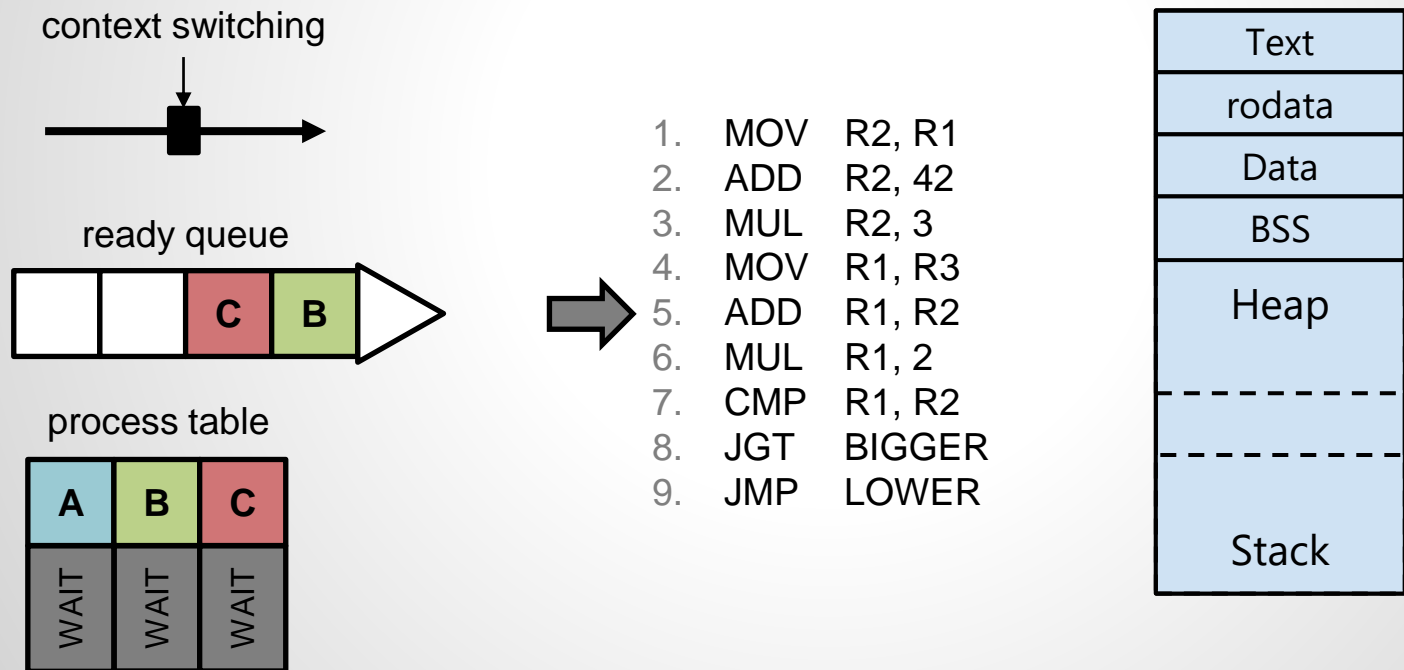 context switching
ready queue
C B
process table
A B C
WAIT WAIT WAIT
1. MOV R2, R1
2. ADD R2, 42
3. MUL R2, 3
4. MOV R1, R3
5. ADD R1, R2
6. MUL R1, 2
7. CMP R1, R2
8. JGT BIGGER
9. JMP LOWER
Text
rodata
Data
BSS
Heap
Stack